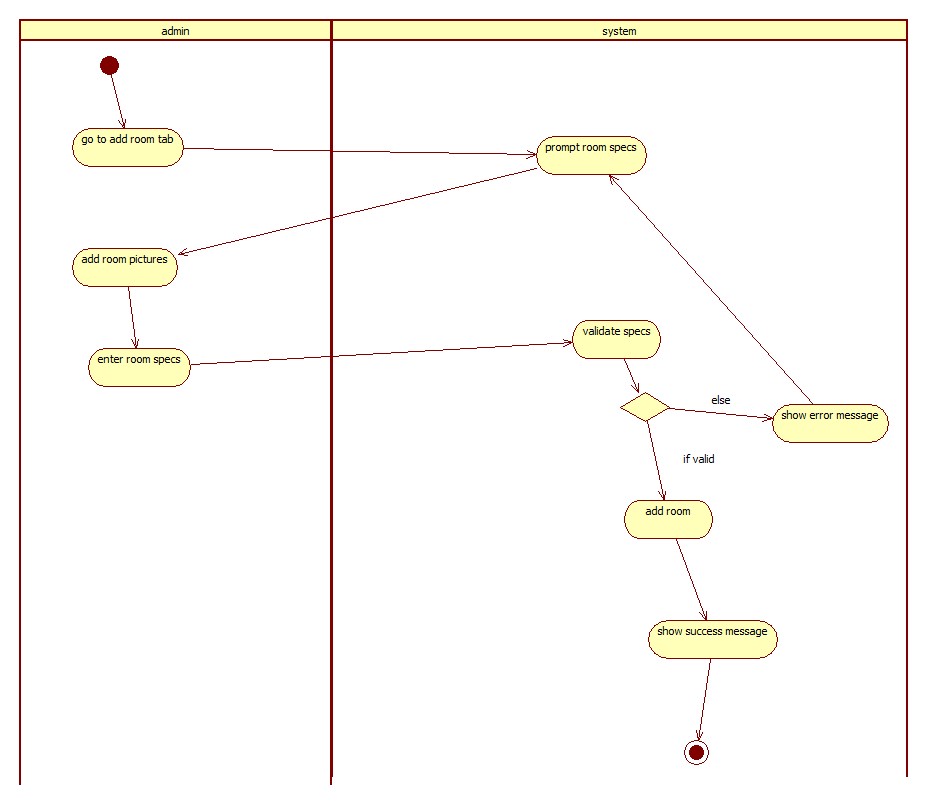 admin
system
go to add room tab
prompt room specs
add room pictures
validate specs
enter room specs
else
show error message
if valid
add room
show success message